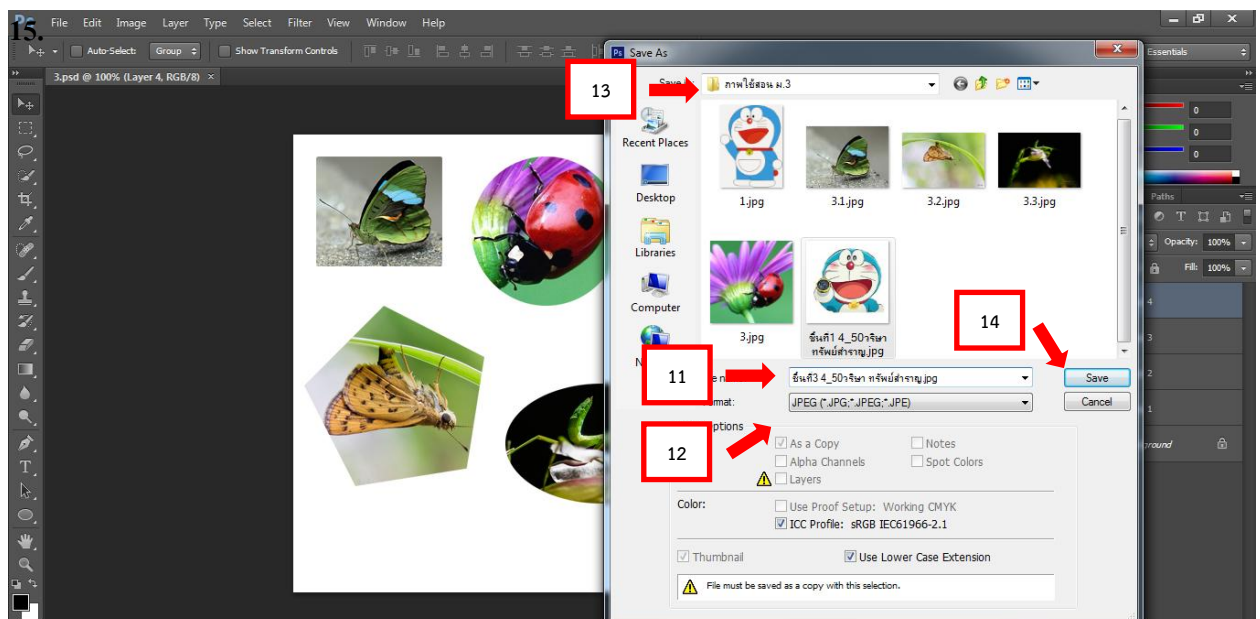 15.
Ps File Edit Image Layer Type Select Filter View Window Help
Auto-Select: Group Show Transform Controls
Essentials
3.psd @ 100% (Layer 4, RGB/8) ×
Ps Save As
13
ภาพใช้สอน ม.3
Recent Places
Desktop
Libraries
Computer
1.jpg 3.1.jpg 3.2.jpg 3.3.jpg
3.jpg
ชิ้นที่1 4_50วริษา
ทรัพย์สำราญ.jpg
14
11
ชิ้นที่3 4_50วริษา ทรัพย์สำราญ.jpg
Save
JPEG (*.JPG;*.JPEG;*.JPE)
Cancel
12
As a Copy Notes
Alpha Channels Spot Colors
Layers
Color:
Use Proof Setup: Working CMYK
ICC Profile: sRGB IEC61966-2.1
Thumbnail Use Lower Case Extension
File must be saved as a copy with this selection.
0
0
0
Paths
Opacity: 100%
Fill: 100%
4
3
2
1